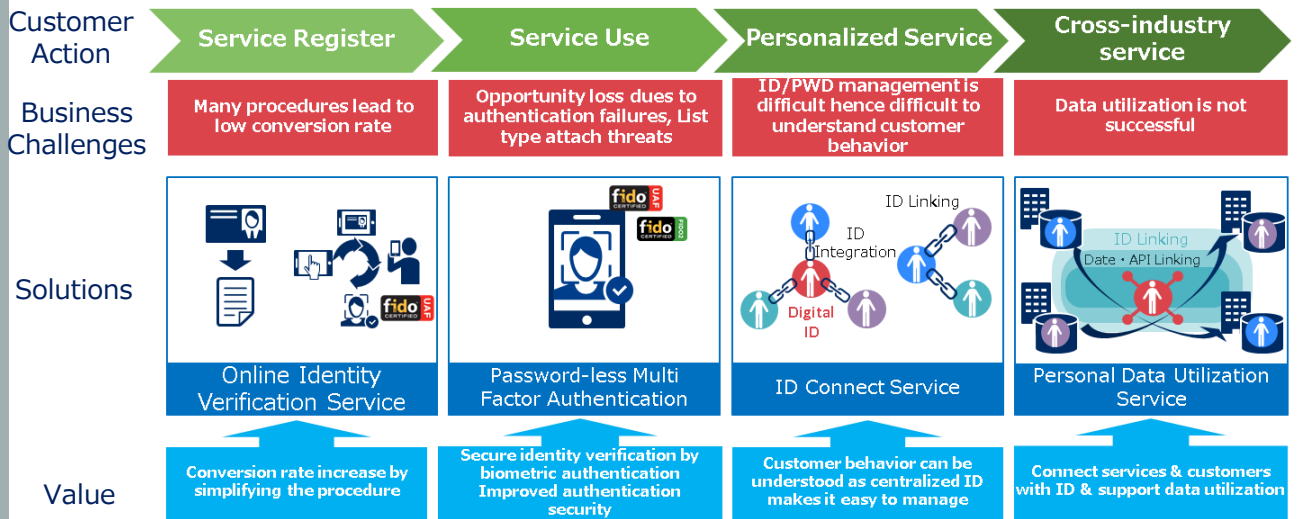 Customer
Action
Service Register
Service Use
Personalized Service
Cross-industry
service
Business
Challenges
Many procedures lead to
low conversion rate
Opportunity loss dues to
authentication failures, List
type attach threats
ID/PWD management is
difficult hence difficult to
understand customer
behavior
Data utilization is not
successful
Solutions
fido
CERTIFIED
UAF
Online Identity
Verification Service
fido
CERTIFIED
UAF
fido
CERTIFIED
FIDO2
Password-less Multi
Factor Authentication
ID Linking
ID
Integration
Digital
ID
ID Connect Service
ID Linking
Date・API Linking
Personal Data Utilization
Service
Value
Conversion rate increase by
simplifying the procedure
Secure identity verification by
biometric authentication
Improved authentication
security
Customer behavior can be
understood as centralized ID
makes it easy to manage
Connect services & customers
with ID & support data utilization